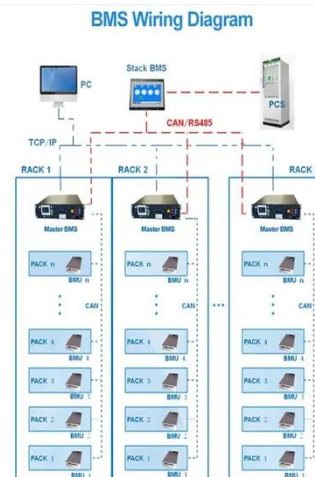 BMS Wiring Diagram
Stack BMS
PC
PCS
CAN/RS485
TCP/IP
RACK 1
RACK 2
RACK
Master BMS
Master BMS
Master BMS
PACK n
BMU n
PACK n
BMU n
PACK n
BMU n
CAN
CAN
CAN
PACK 4
BMU 4
PACK 4
BMU 4
PACK 4
BMU 4
PACK 3
BMU 3
PACK 3
BMU 3
PACK 3
BMU 3
PACK 2
BMU 2
PACK 2
BMU 2
PACK 2
BMU 2
PACK 1
BMU 1
PACK 1
BMU 1
PACK 1
BMU 1